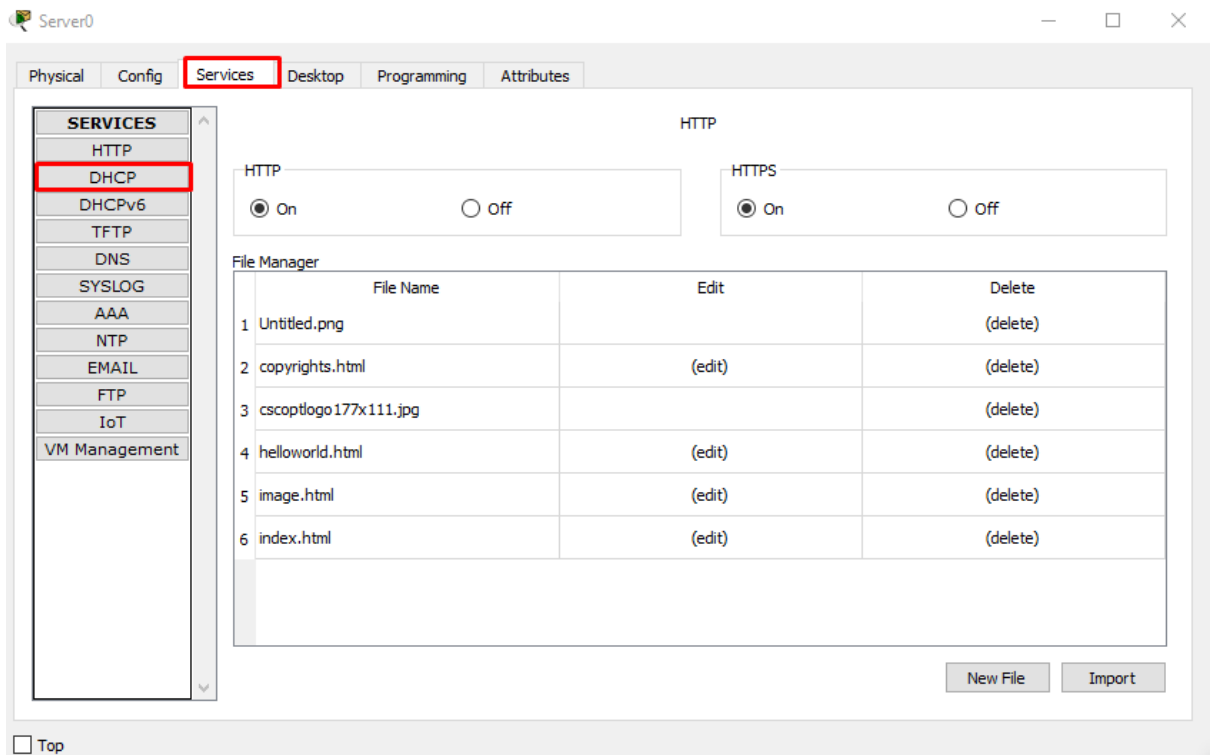 Server0
Physical Config Services Desktop Programming Attributes
SERVICES
HTTP
DHCP
DHCPv6
TFTP
DNS
SYSLOG
AAA
NTP
EMAIL
FTP
IoT
VM Management
HTTP
HTTP
On Off
HTTPS
On Off
File Manager
File Name Edit Delete
1 Untitled.png (delete)
2 copyrights.html (edit) (delete)
3 cscoptlogo177x111.jpg (delete)
4 helloworld.html (edit) (delete)
5 image.html (edit) (delete)
6 index.html (edit) (delete)
New File Import
Top